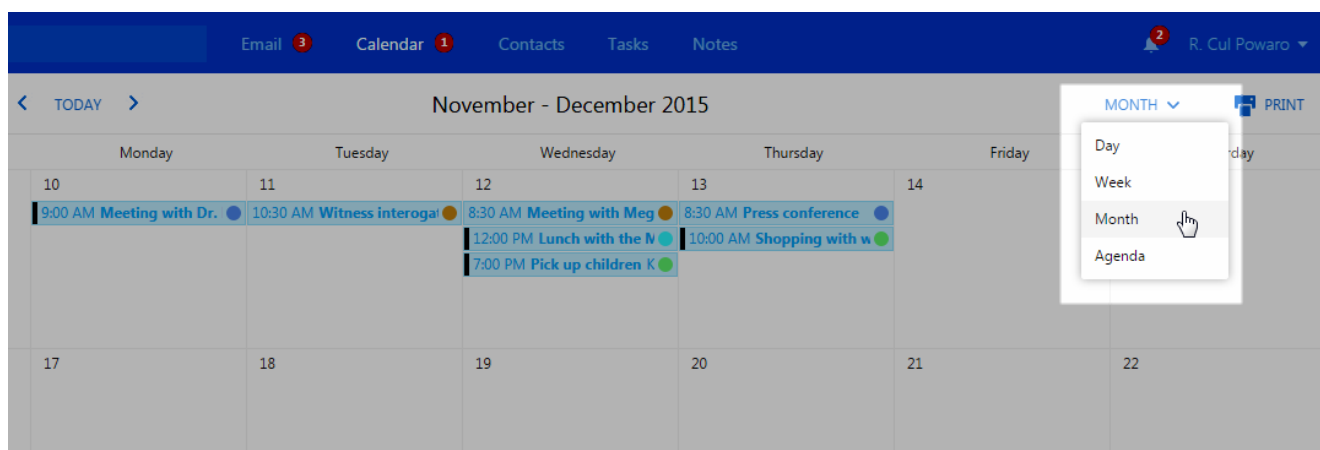 Email 3 Calendar 1 Contacts Tasks Notes 2 R. Cul Powaro
TODAY November - December 2015 MONTH PRINT
Monday Tuesday Wednesday Thursday Friday rday
10 11 12 13 14
9:00 AM Meeting with Dr. 10:30 AM Witness interogat 8:30 AM Meeting with Meg 8:30 AM Press conference
12:00 PM Lunch with the M 10:00 AM Shopping with w
7:00 PM Pick up children K
Day
Week
Month
Agenda
17 18 19 20 21 22